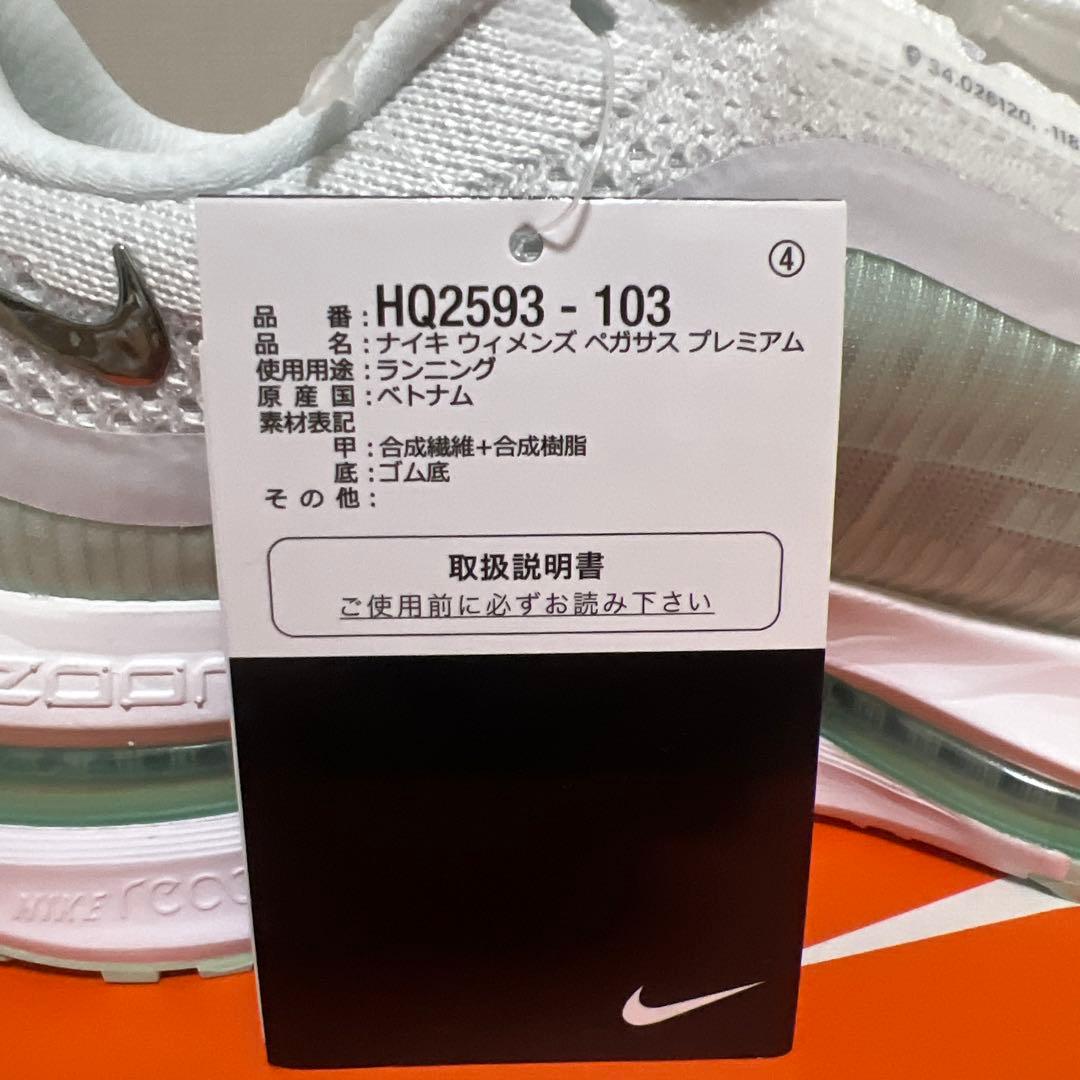 34.026120, -118
④
品 番:HQ2593 - 103
品 名:ナイキ ウィメンズ ペガサス プレミアム
使用用途:ランニング
原産国:ベトナム
素材表記
甲:合成繊維+合成樹脂
底:ゴム底
その他:
取扱説明書
ご使用前に必ずお読み下さい
NIKE